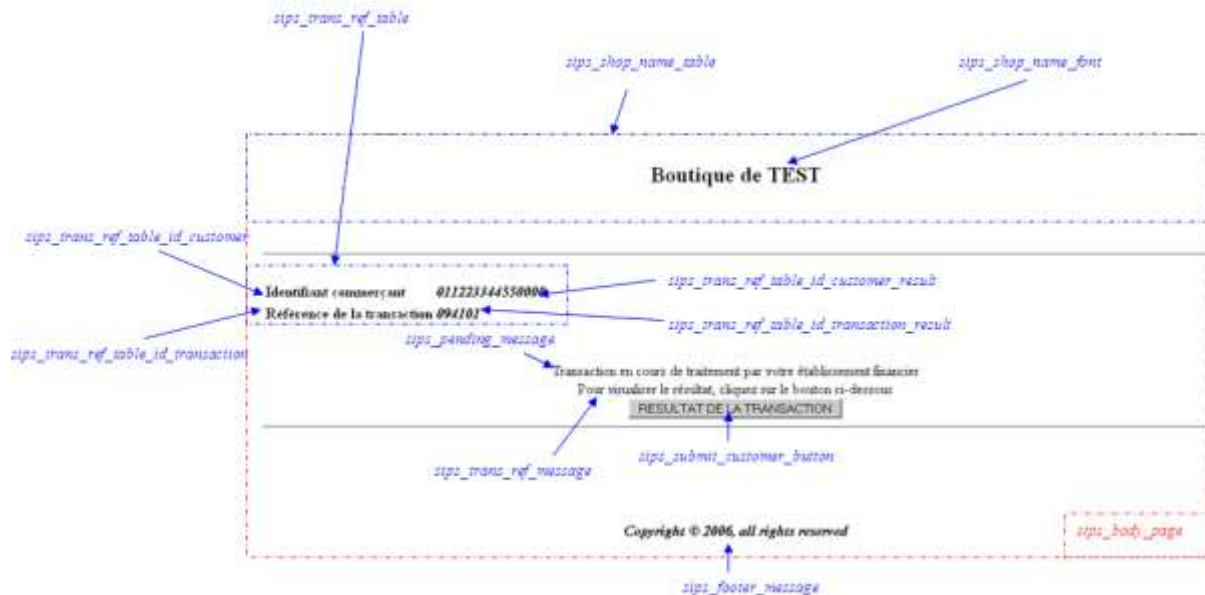 sips_trans_ref_table
sips_shop_name_table
sips_shop_name_font
Boutique de TEST
sips_trans_ref_table_id_customer
sips_trans_ref_table_id_customer_result
Identifiant commerçant 011223344550000
Référence de la transaction 094101
sips_trans_ref_table_id_transaction_result
sips_pending_message
sips_trans_ref_table_id_transaction
Transaction en cours de traitement par votre établissement financier
Pour visualiser le résultat, cliquez sur le bouton ci-dessous
RESULTAT DE LA TRANSACTION
sips_submit_customer_button
sips_trans_ref_message
Copyright © 2006, all rights reserved
sips_body_page
sips_footer_message